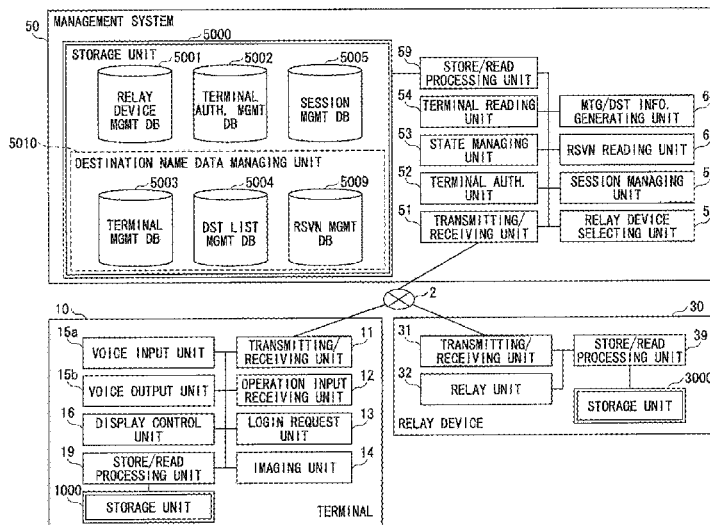 50
MANAGEMENT SYSTEM
5000
STORAGE UNIT
5001
5002
5005
RELAY
DEVICE
MGMT DB
TERMINAL
AUTH. MGMT
DB
SESSION
MGMT DB
5010
DESTINATION NAME DATA MANAGING UNIT
5003
5004
5009
TERMINAL
MGMT DB
DST LIST
MGMT DB
RSVN MGMT
DB
59
STORE/READ
PROCESSING UNIT
54
TERMINAL READING
UNIT
MTG/DST INFO.
GENERATING UNIT
53
STATE MANAGING
UNIT
RSVN READING UNIT
52
TERMINAL AUTH.
UNIT
SESSION MANAGING
UNIT
51
TRANSMITTING/
RECEIVING UNIT
RELAY DEVICE
SELECTING UNIT
2
10
15a
VOICE INPUT UNIT
11
TRANSMITTING/
RECEIVING UNIT
15b
VOICE OUTPUT UNIT
12
OPERATION INPUT
RECEIVING UNIT
16
DISPLAY CONTROL
UNIT
13
LOGIN REQUEST
UNIT
19
STORE/READ
PROCESSING UNIT
14
IMAGING UNIT
1000
STORAGE UNIT
TERMINAL
30
31
TRANSMITTING/
RECEIVING UNIT
39
STORE/READ
PROCESSING UNIT
32
RELAY UNIT
3000
STORAGE UNIT
RELAY DEVICE